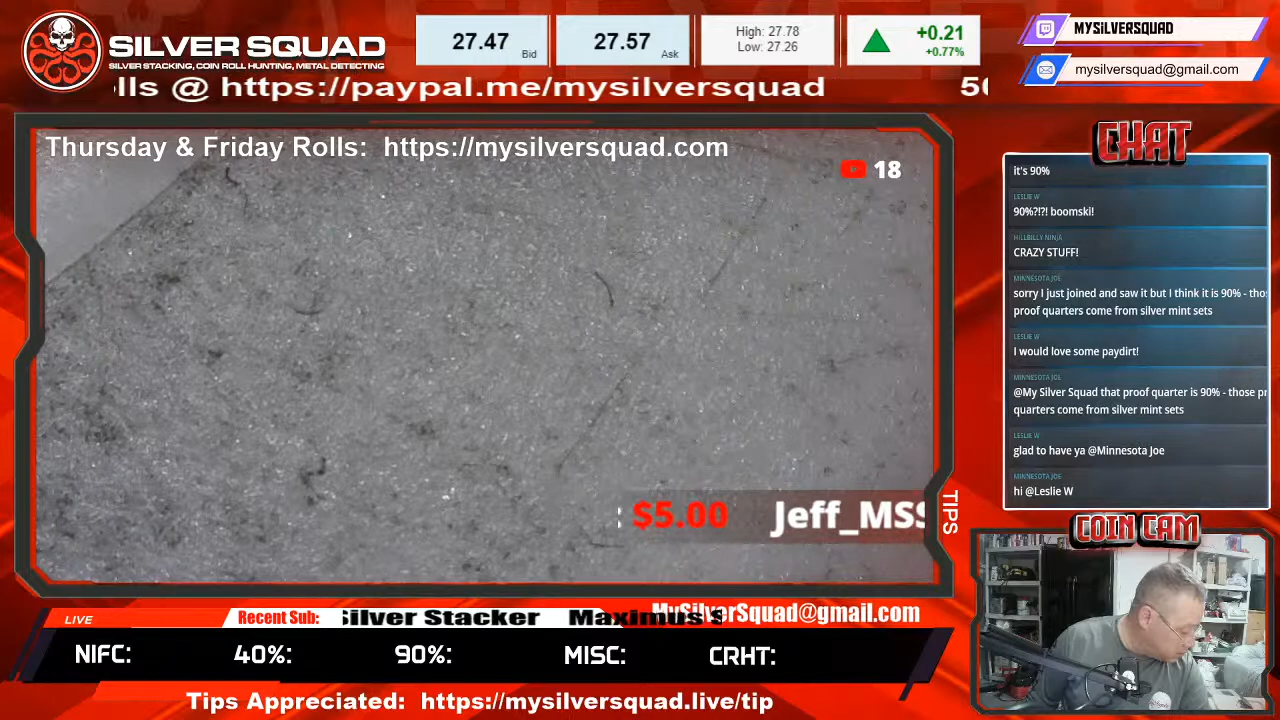 SILVER SQUAD
SILVER STACKING, COIN ROLL HUNTING, METAL DETECTING
27.47 Bid
27.57 Ask
High: 27.78
Low: 27.26
+0.21
+0.77%
MYSILVERSQUAD
mysilversquad@gmail.com
lls @ https://paypal.me/mysilversquad
Thursday & Friday Rolls: https://mysilversquad.com
18
CHAT
it's 90%
LESLIE W
90%?!?! boomski!
HILLBILLY NINJA
CRAZY STUFF!
MINNESOTA JOE
sorry I just joined and saw it but I think it is 90% - thos
proof quarters come from silver mint sets
LESLIE W
I would love some paydirt!
MINNESOTA JOE
@My Silver Squad that proof quarter is 90% - those pr
quarters come from silver mint sets
LESLIE W
glad to have ya @Minnesota Joe
MINNESOTA JOE
hi @Leslie W
: $5.00 Jeff_MSS
TIPS
COIN CAM
LIVE
Recent Sub: Silver Stacker Maximus S
MySilverSquad@gmail.com
NIFC: 40%: 90%: MISC: CRHT:
Tips Appreciated: https://mysilversquad.live/tip